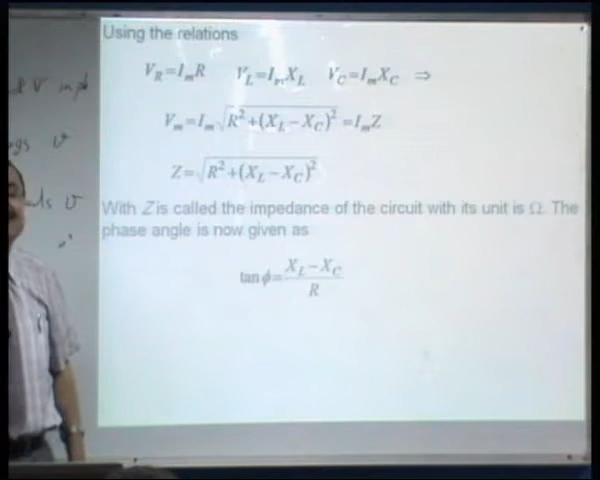 Using the relations
V_R=I_mR V_L=I_mX_L V_C=I_mX_C ⇒
V_m=I_m√(R²+(X_L−X_C)²)=I_mZ
Z=√(R²+(X_L−X_C)²)
With Z is called the impedance of the circuit with its unit is Ω. The
phase angle is now given as
tanϕ=(X_L−X_C)/R